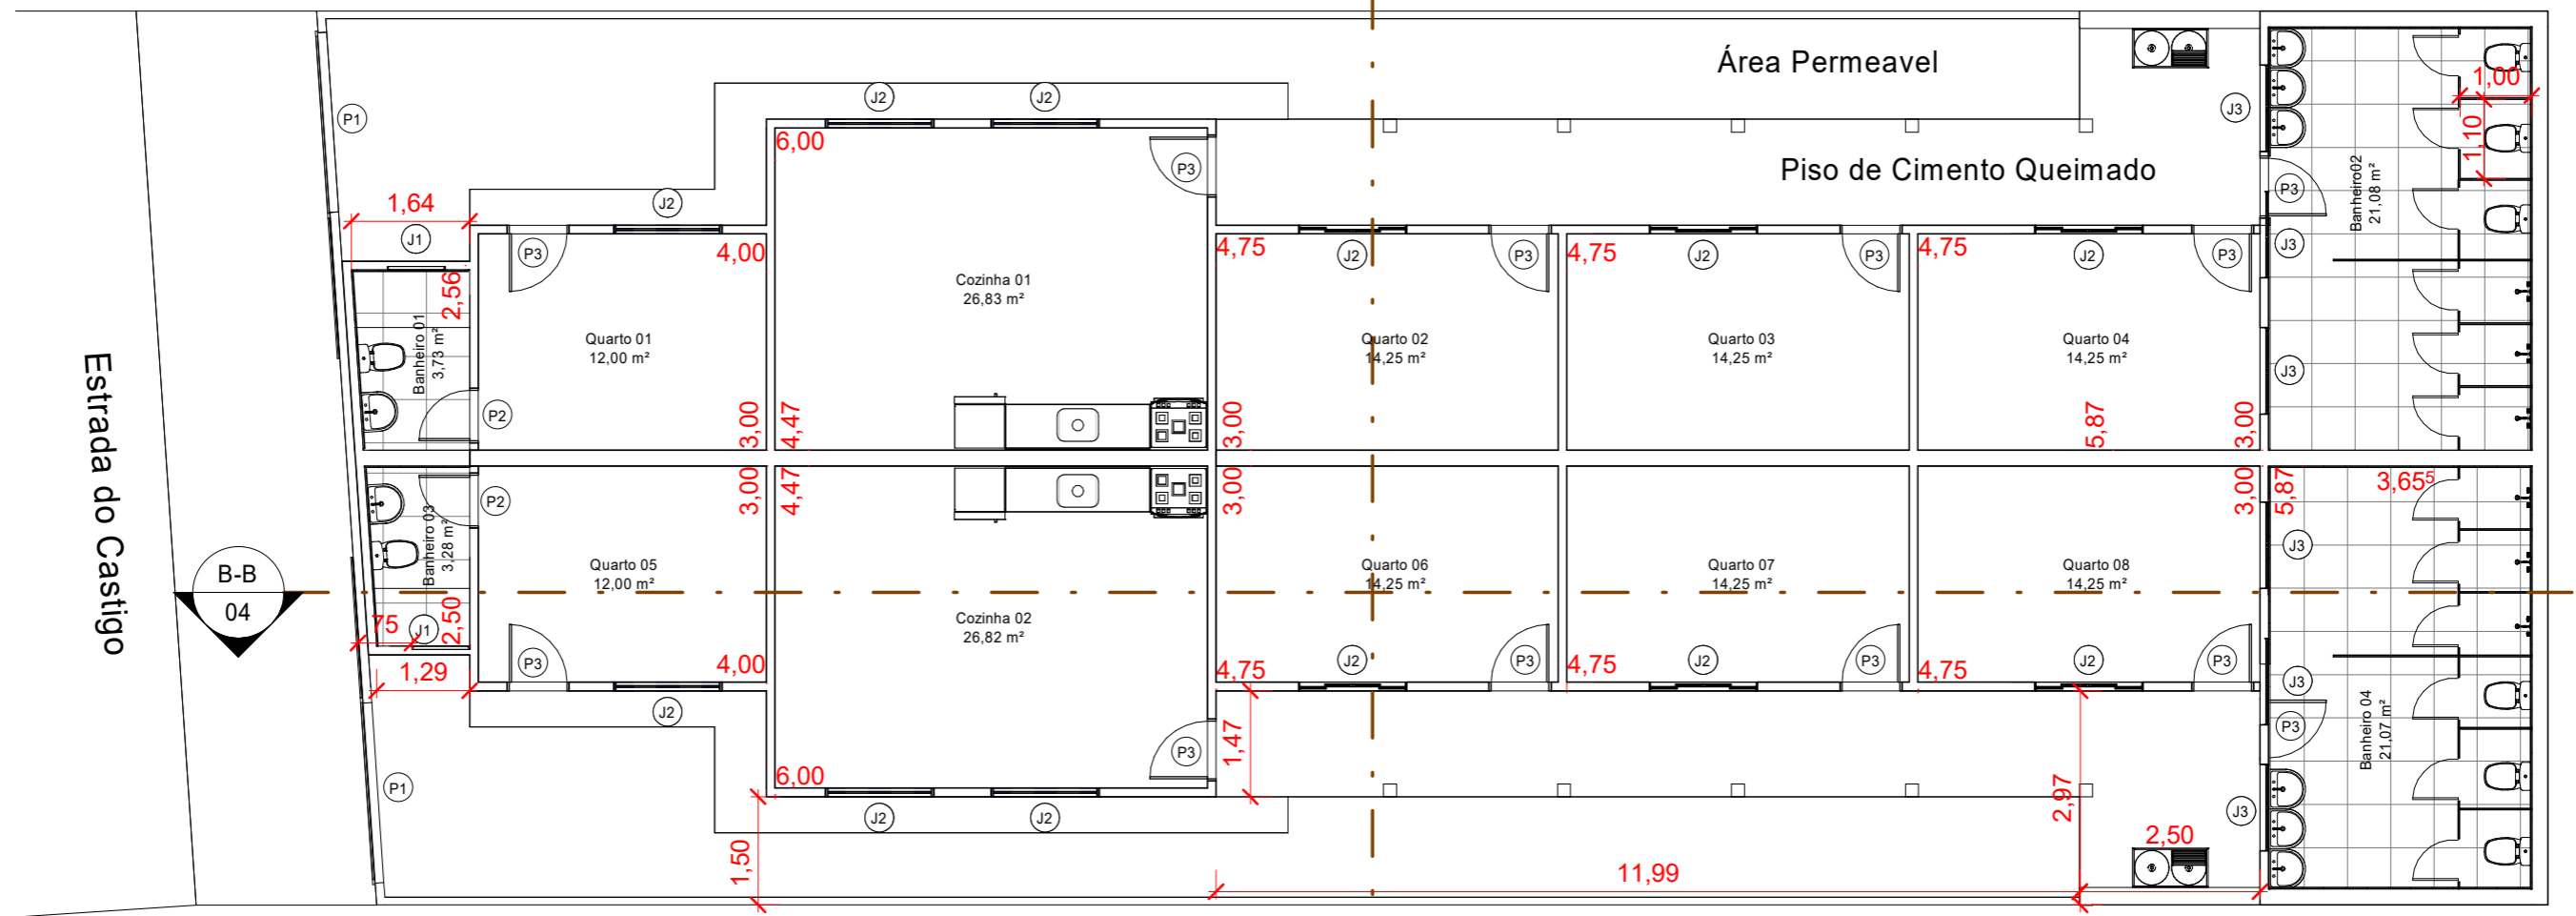 Área Permeavel
1,00
J2
J2
P1
J3
6,00
1,10
P3
Piso de Cimento Queimado
P3
Banheiro02
21,08 m²
1,64
J2
J1
P3
4,00
4,75
J2
P3
4,75
J2
P3
4,75
J2
P3
J3
2,56
Cozinha 01
26,83 m²
Banheiro 01
3,73 m²
Quarto 01
12,00 m²
Quarto 02
14,25 m²
Quarto 03
14,25 m²
Quarto 04
14,25 m²
J3
P2
3,00
4,47
3,00
5,87
3,00
Estrada do Castigo
P2
3,00
4,47
3,00
3,00
5,87
3,65⁵
Banheiro 03
3,28 m²
J3
B-B
04
Quarto 05
12,00 m²
Quarto 06
14,25 m²
Quarto 07
14,25 m²
Quarto 08
14,25 m²
Cozinha 02
26,82 m²
75
J1
2,50
P3
4,00
4,75
J2
P3
4,75
J2
P3
4,75
J2
P3
J3
1,29
J2
P3
Banheiro 04
21,07 m²
1,47
P3
6,00
P1
2,97
J2
J2
J3
1,50
2,50
11,99